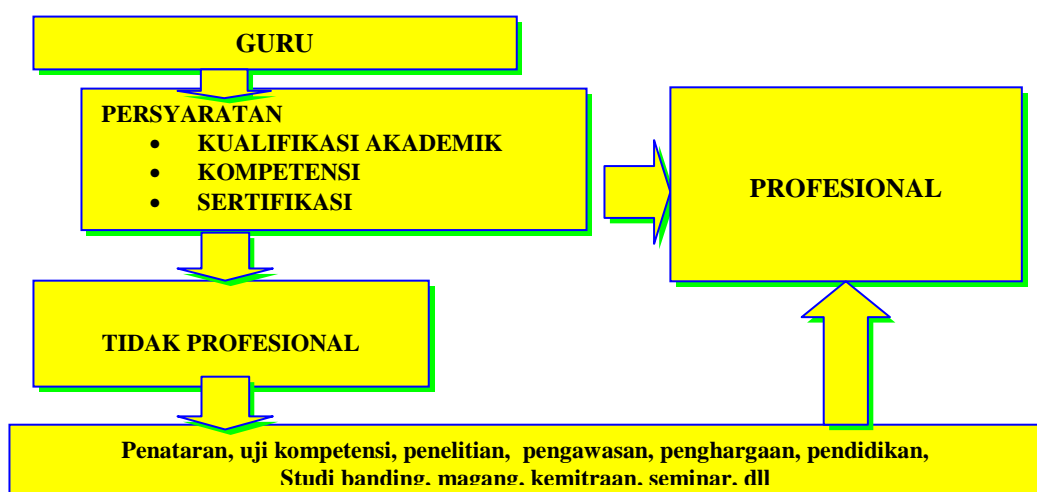 GURU
PERSYARATAN
• KUALIFIKASI AKADEMIK
• KOMPETENSI
• SERTIFIKASI
PROFESIONAL
TIDAK PROFESIONAL
Penataran, uji kompetensi, penelitian, pengawasan, penghargaan, pendidikan,
Studi banding, magang, kemitraan, seminar, dll